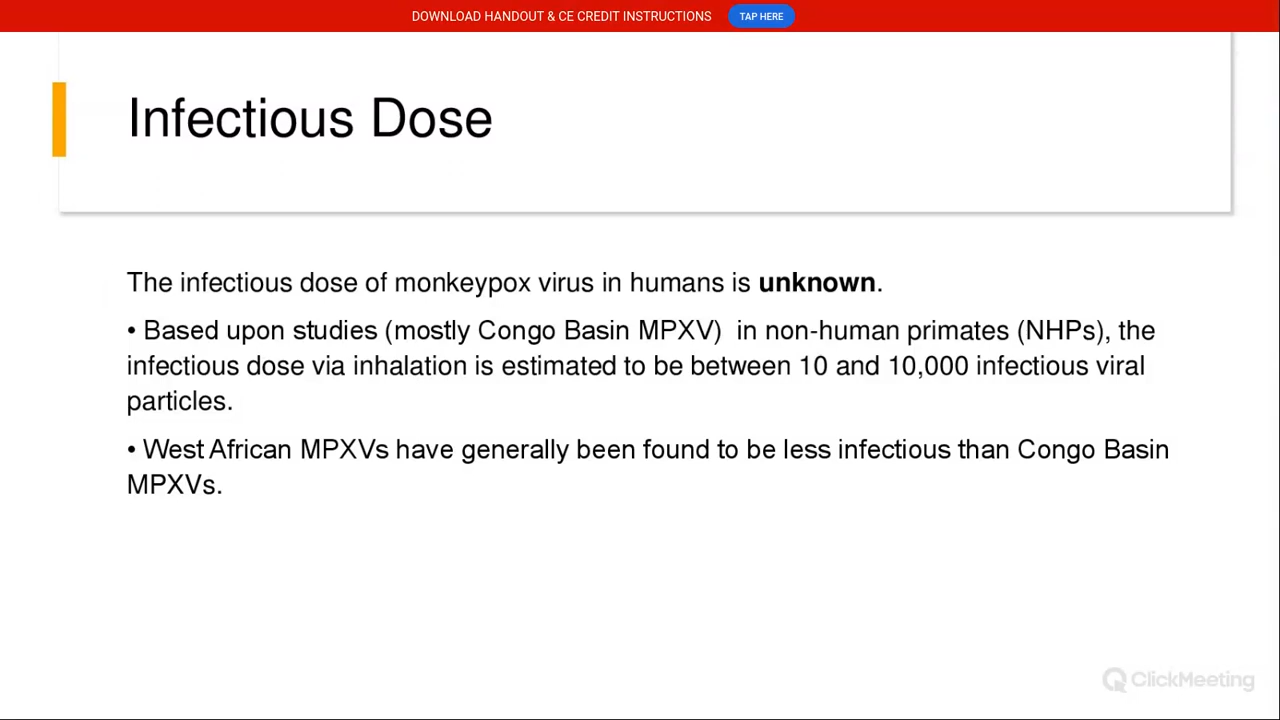 DOWNLOAD HANDOUT & CE CREDIT INSTRUCTIONS TAP HERE
Infectious Dose
The infectious dose of monkeypox virus in humans is unknown.
• Based upon studies (mostly Congo Basin MPXV) in non-human primates (NHPs), the
infectious dose via inhalation is estimated to be between 10 and 10,000 infectious viral
particles.
• West African MPXVs have generally been found to be less infectious than Congo Basin
MPXVs.
ClickMeeting